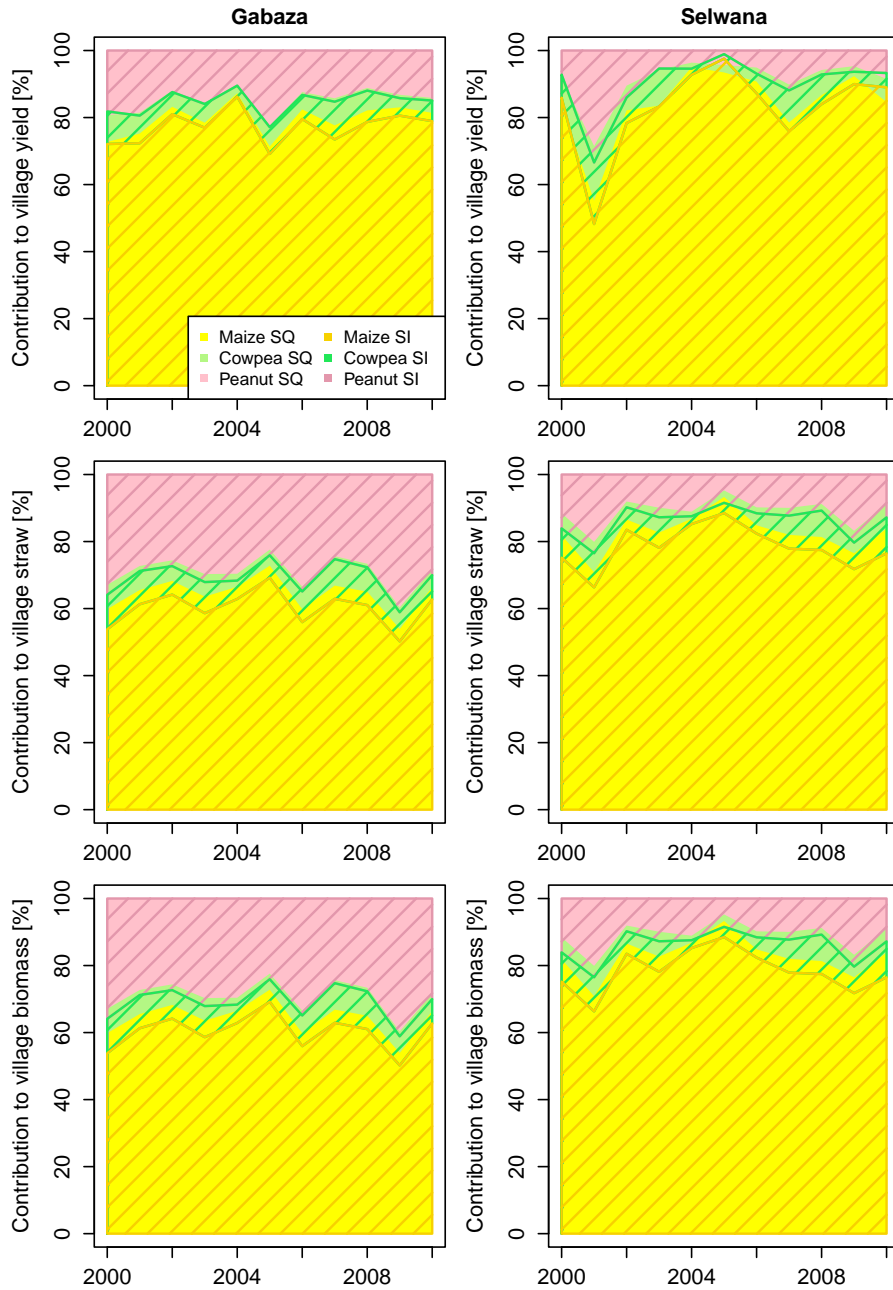 Gabaza
Selwana
Contribution to village yield [%]
0 20 40 60 80 100
Maize SQ Maize SI
Cowpea SQ Cowpea SI
Peanut SQ Peanut SI
2000 2004 2008
Contribution to village yield [%]
0 20 40 60 80 100
2000 2004 2008
Contribution to village straw [%]
0 20 40 60 80 100
2000 2004 2008
Contribution to village straw [%]
0 20 40 60 80 100
2000 2004 2008
Contribution to village biomass [%]
0 20 40 60 80 100
2000 2004 2008
Contribution to village biomass [%]
0 20 40 60 80 100
2000 2004 2008